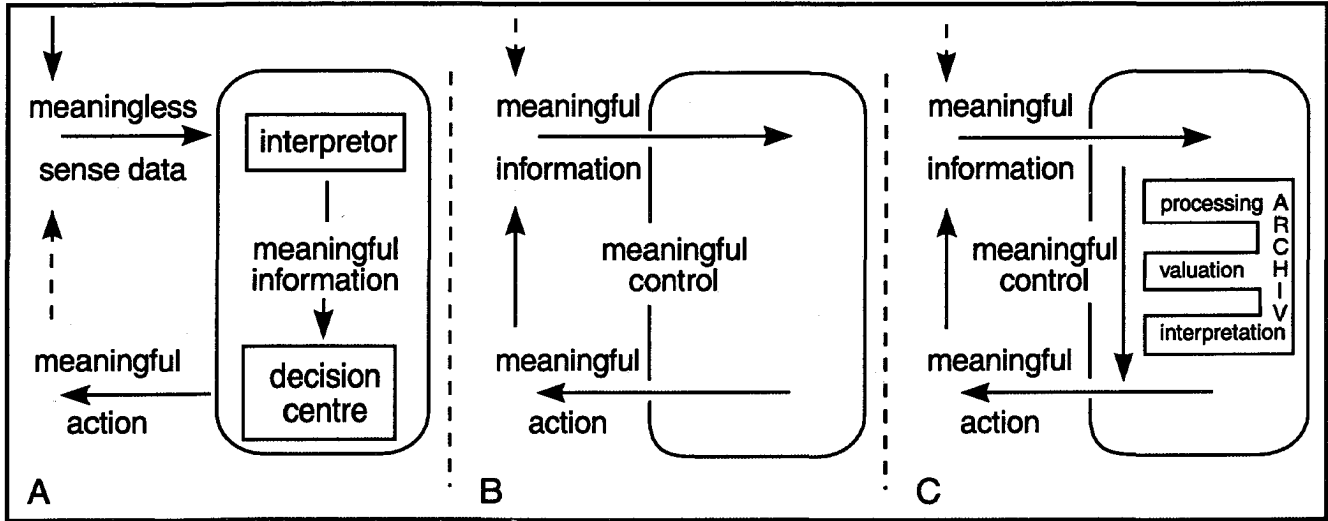 meaningless
sense data
interpretor
meaningful
information
decision
centre
meaningful
action
A
meaningful
information
meaningful
control
meaningful
action
B
meaningful
information
meaningful
control
processing
valuation
interpretation
ARCHIV
meaningful
action
C